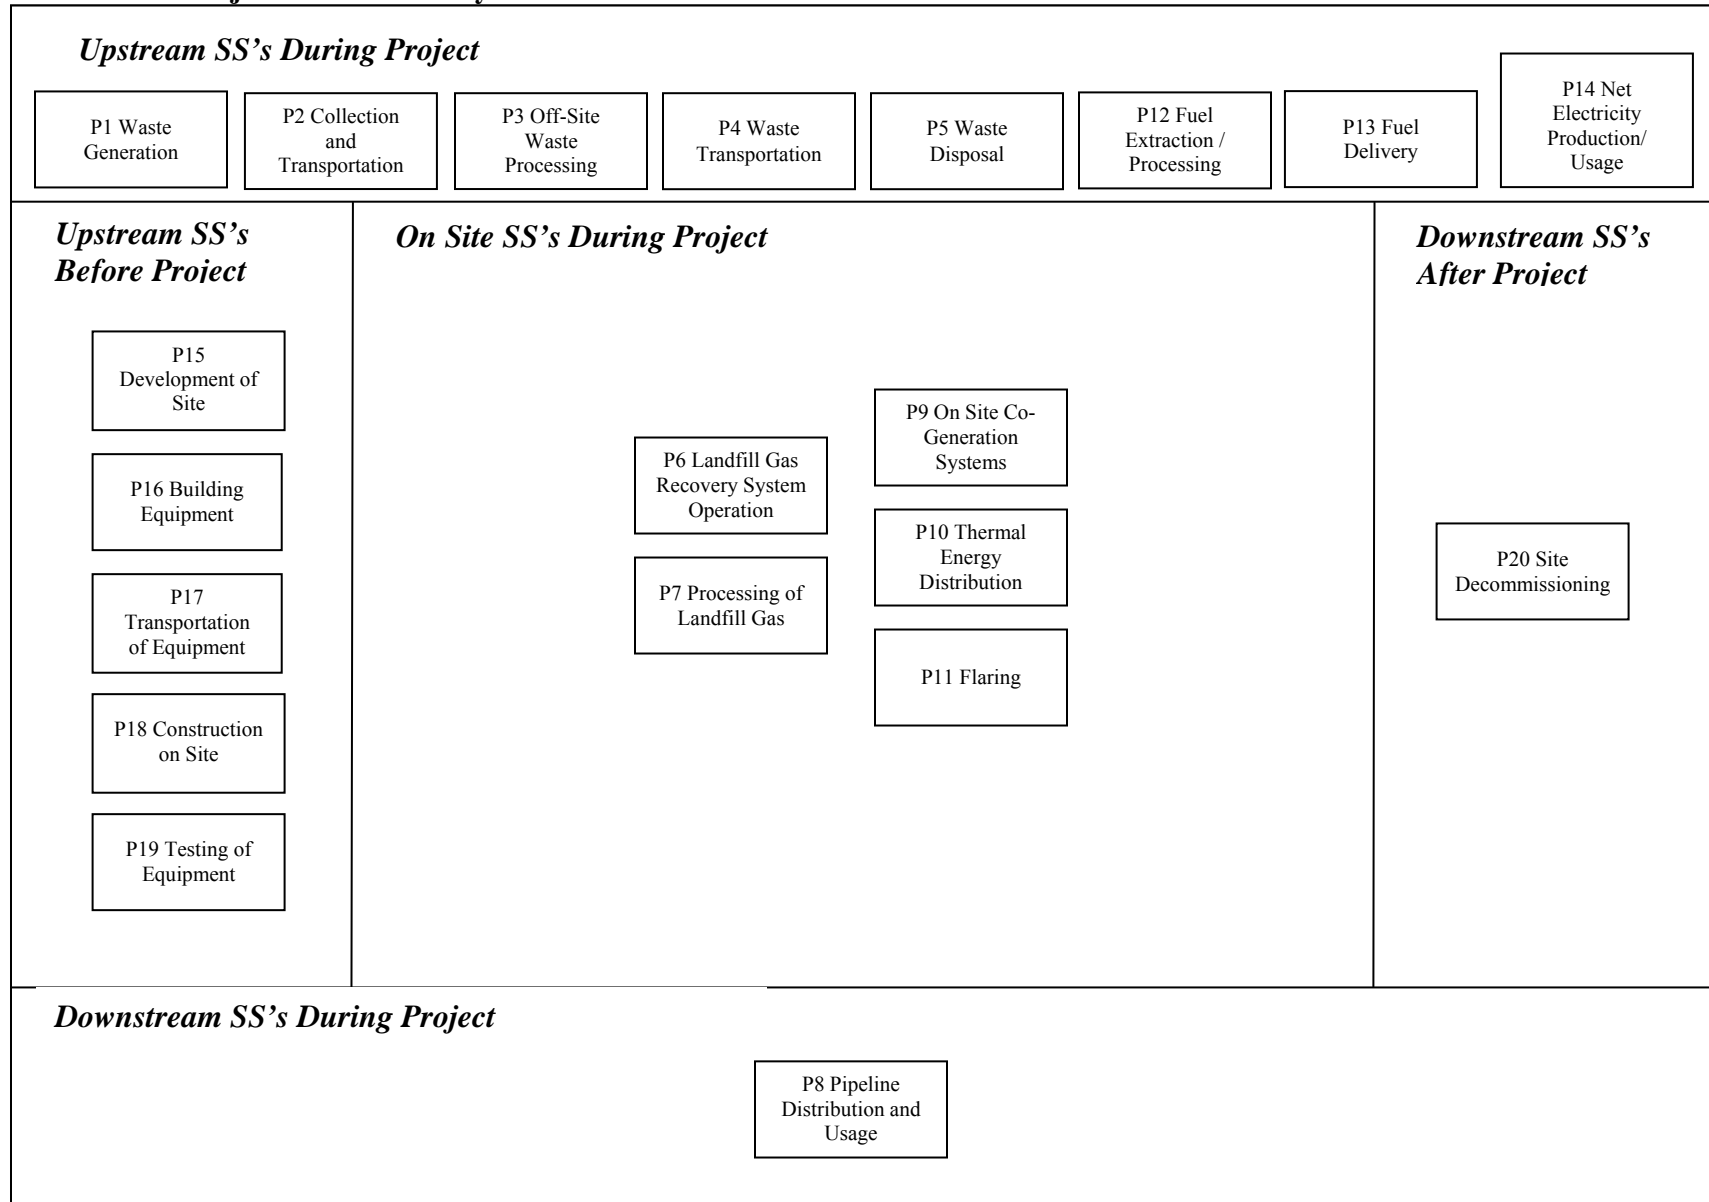 Upstream SS's During Project
P1 Waste
Generation
P2 Collection
and
Transportation
P3 Off-Site
Waste
Processing
P4 Waste
Transportation
P5 Waste
Disposal
P12 Fuel
Extraction /
Processing
P13 Fuel
Delivery
P14 Net
Electricity
Production/
Usage
Upstream SS's
Before Project
P15
Development of
Site
P16 Building
Equipment
P17
Transportation
of Equipment
P18 Construction
on Site
P19 Testing of
Equipment
On Site SS's During Project
P6 Landfill Gas
Recovery System
Operation
P7 Processing of
Landfill Gas
P9 On Site Co-
Generation
Systems
P10 Thermal
Energy
Distribution
P11 Flaring
Downstream SS's
After Project
P20 Site
Decommissioning
Downstream SS's During Project
P8 Pipeline
Distribution and
Usage